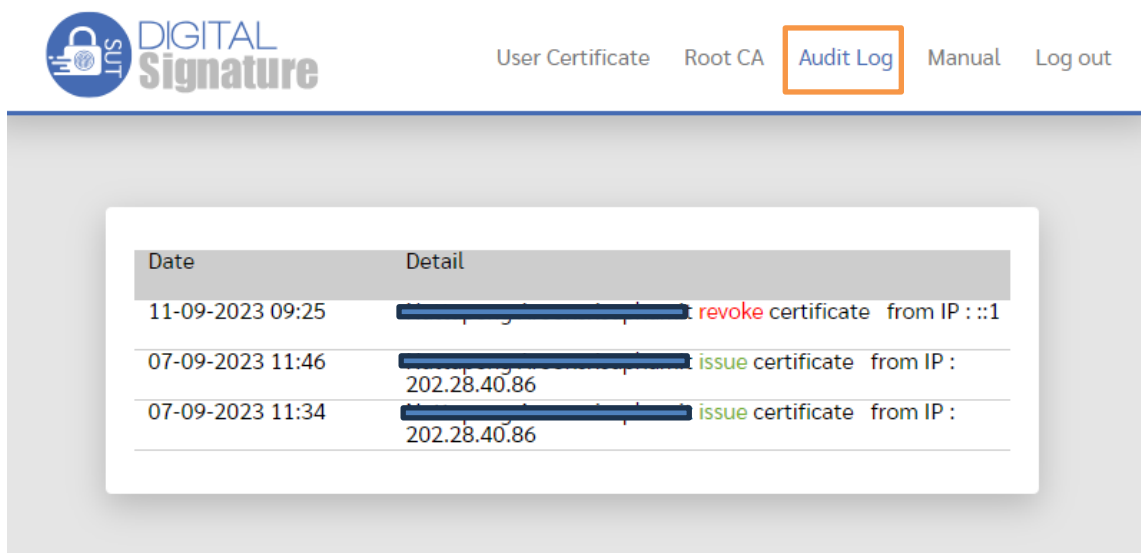 SUT
DIGITAL
Signature
User Certificate Root CA Audit Log Manual Log out
Date Detail
11-09-2023 09:25 revoke certificate from IP : ::1
07-09-2023 11:46 issue certificate from IP :
202.28.40.86
07-09-2023 11:34 issue certificate from IP :
202.28.40.86